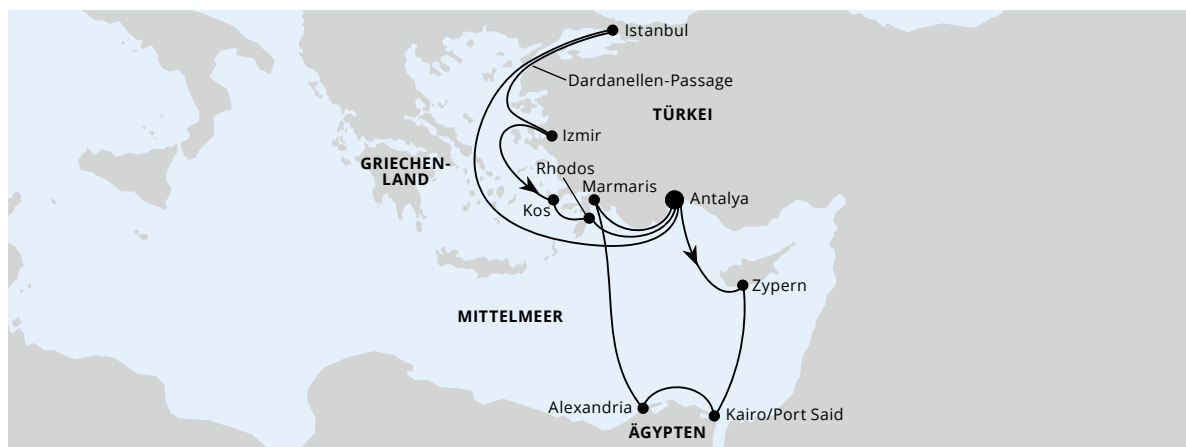 Istanbul
Dardanellen-Passage
TÜRKEI
Izmir
GRIECHEN-
LAND
Rhodos
Marmaris
Antalya
Kos
Zypern
MITTELMEER
Alexandria
Kairo/Port Said
ÄGYPTEN